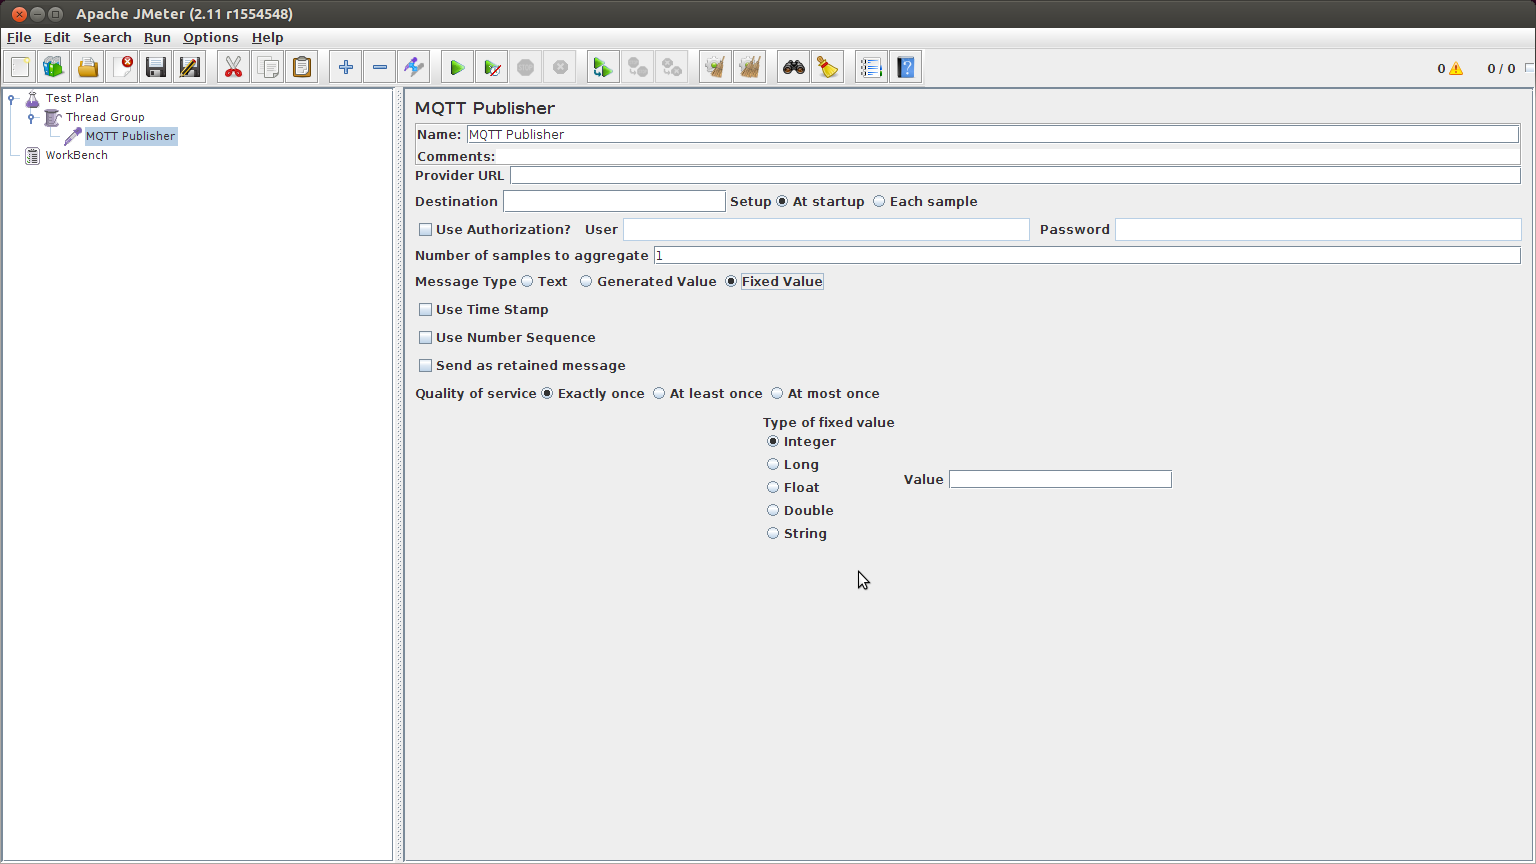 Apache JMeter (2.11 r1554548)
File Edit Search Run Options Help
0 0 / 0
Test Plan
Thread Group
MQTT Publisher
WorkBench
MQTT Publisher
Name: MQTT Publisher
Comments:
Provider URL
Destination Setup At startup Each sample
Use Authorization? User Password
Number of samples to aggregate 1
Message Type Text Generated Value Fixed Value
Use Time Stamp
Use Number Sequence
Send as retained message
Quality of service Exactly once At least once At most once
Type of fixed value
Integer
Long
Float
Double
String
Value